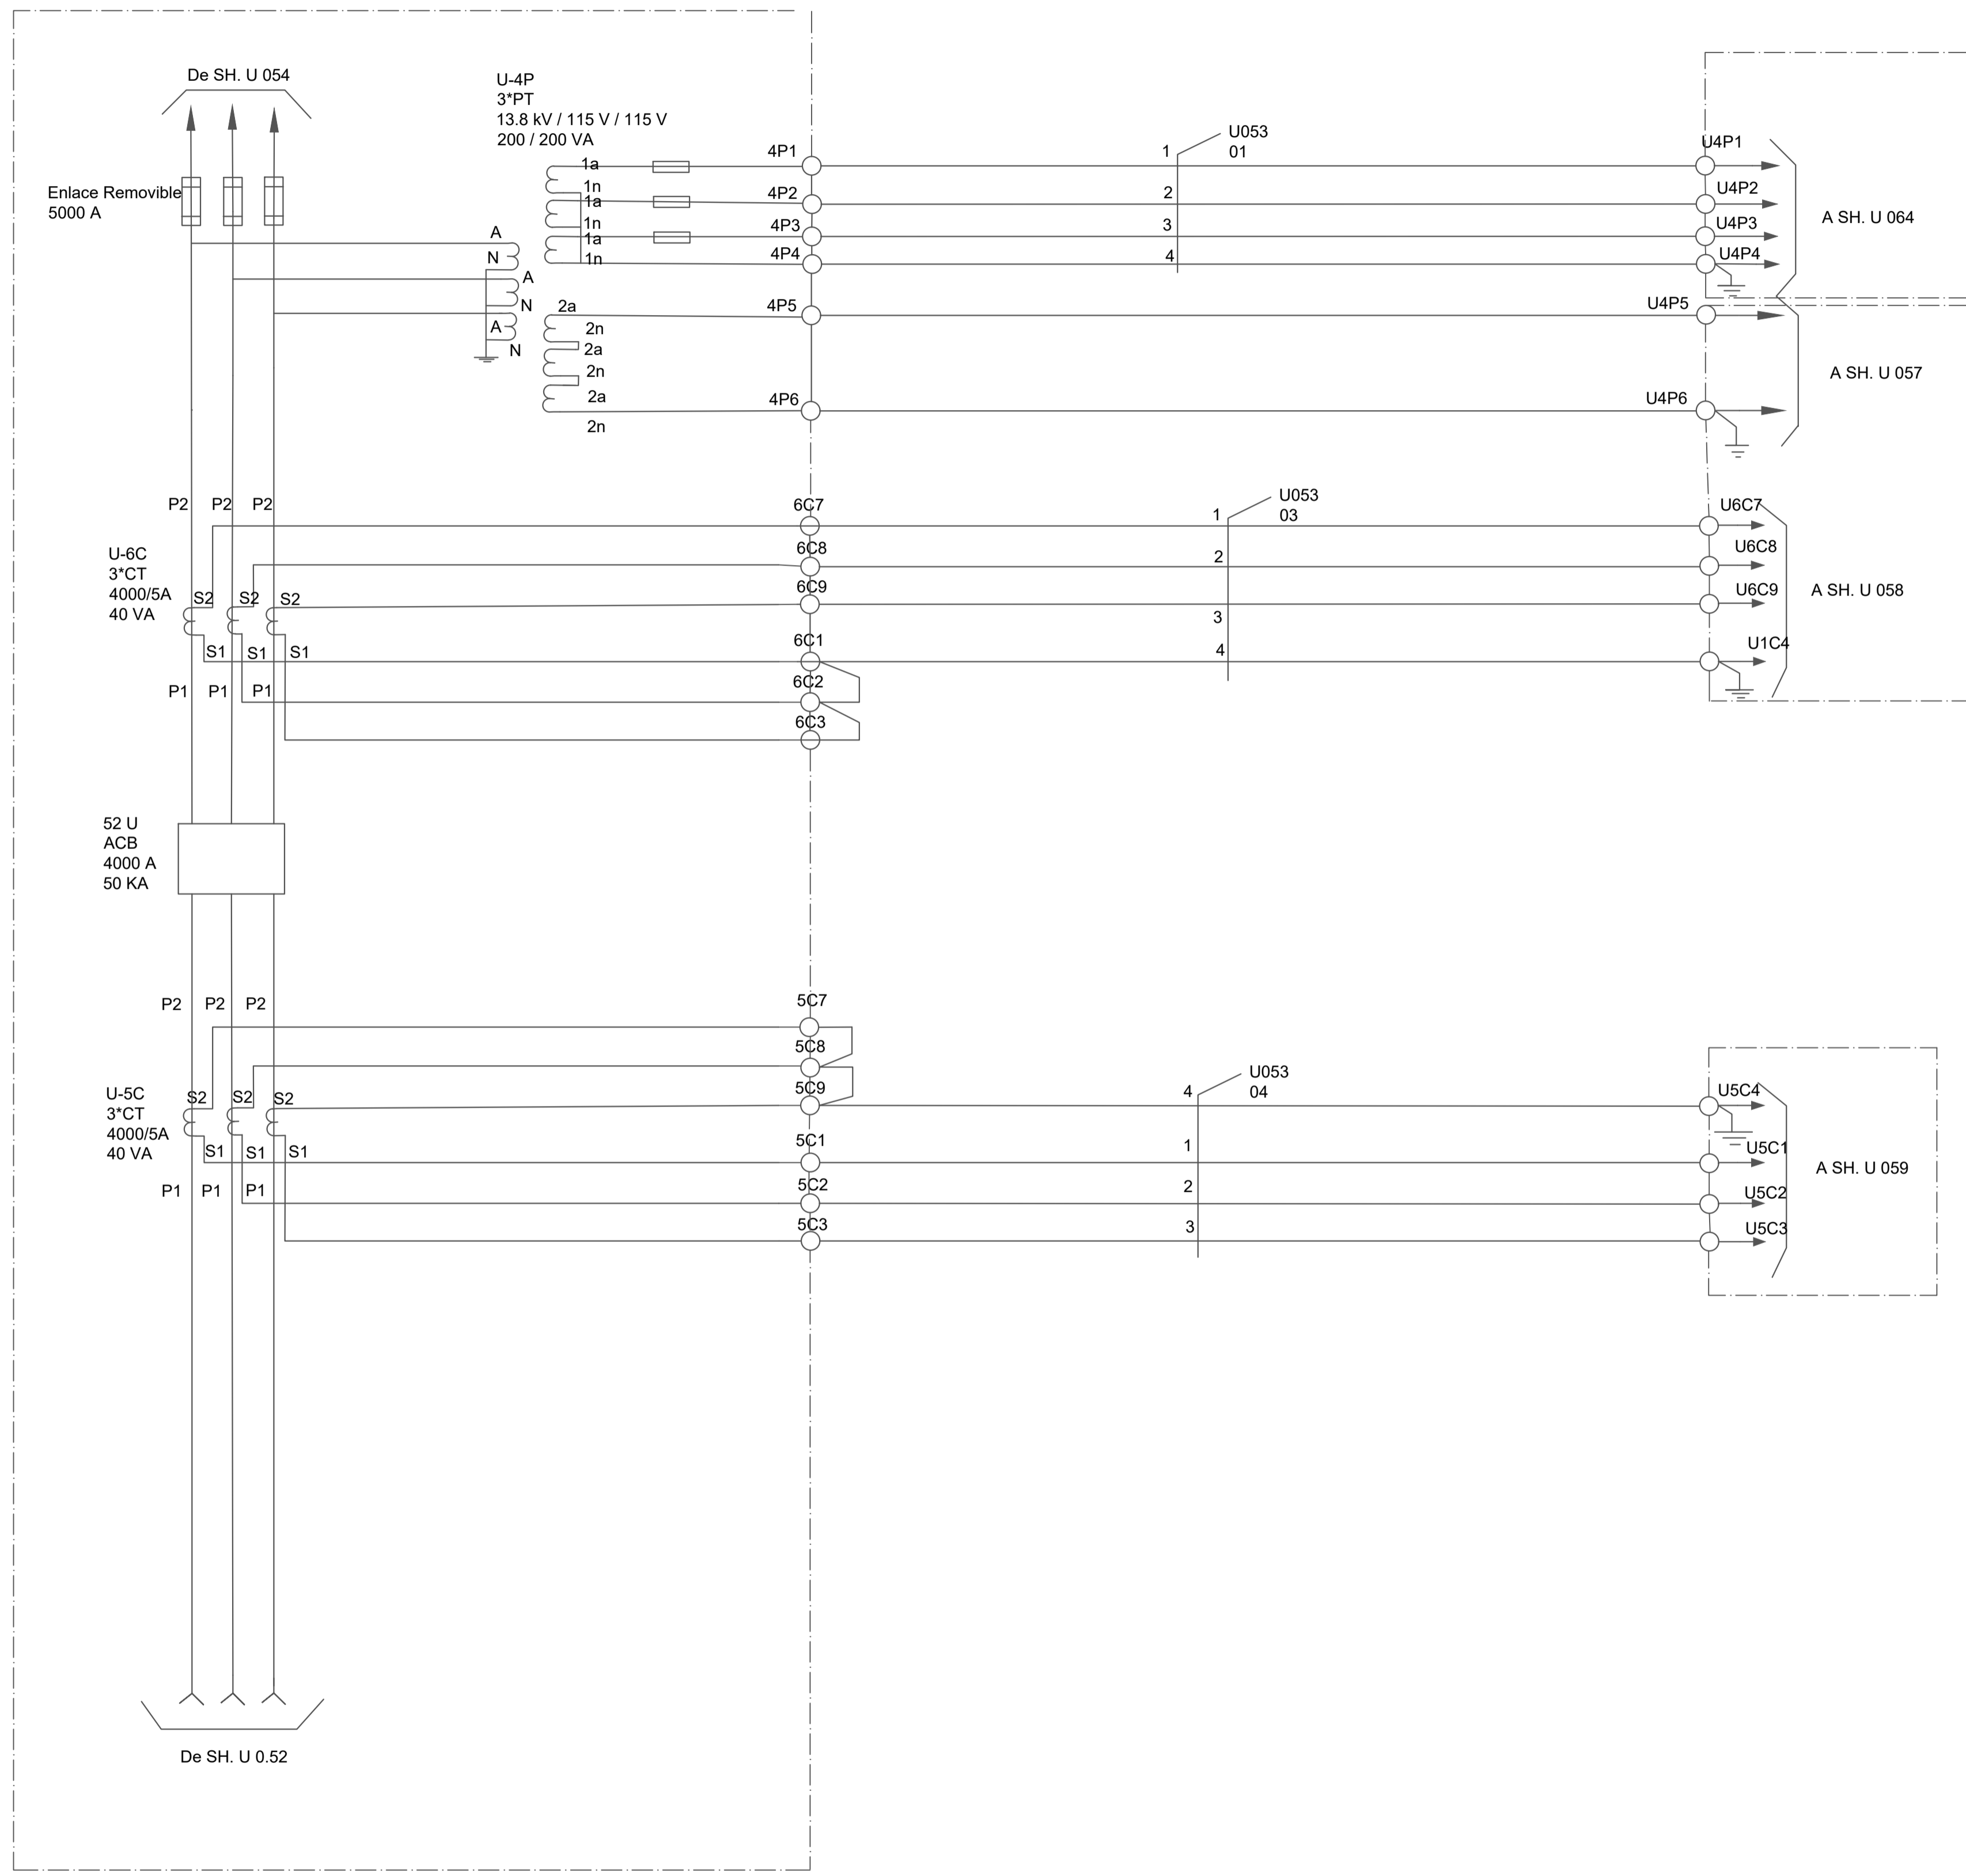 De SH. U 054
U-4P
3*PT
13.8 kV / 115 V / 115 V
200 / 200 VA
Enlace Removible
5000 A
A
N
A
N
A
N
1a
1n
1a
1n
1a
1n
2a
2n
2a
2n
2a
2n
4P1
4P2
4P3
4P4
4P5
4P6
U053
01
1
2
3
4
U4P1
U4P2
U4P3
U4P4
U4P5
U4P6
A SH. U 064
A SH. U 057
P2 P2 P2
U-6C
3*CT
4000/5A
40 VA
S2 S2 S2
S1 S1 S1
P1 P1 P1
6C7
6C8
6C9
6C1
6C2
6C3
U053
03
1
2
3
4
U6C7
U6C8
U6C9
U1C4
A SH. U 058
52 U
ACB
4000 A
50 KA
P2 P2 P2
U-5C
3*CT
4000/5A
40 VA
S2 S2 S2
S1 S1 S1
P1 P1 P1
5C7
5C8
5C9
5C1
5C2
5C3
U053
04
4
1
2
3
U5C4
U5C1
U5C2
U5C3
A SH. U 059
De SH. U 0.52